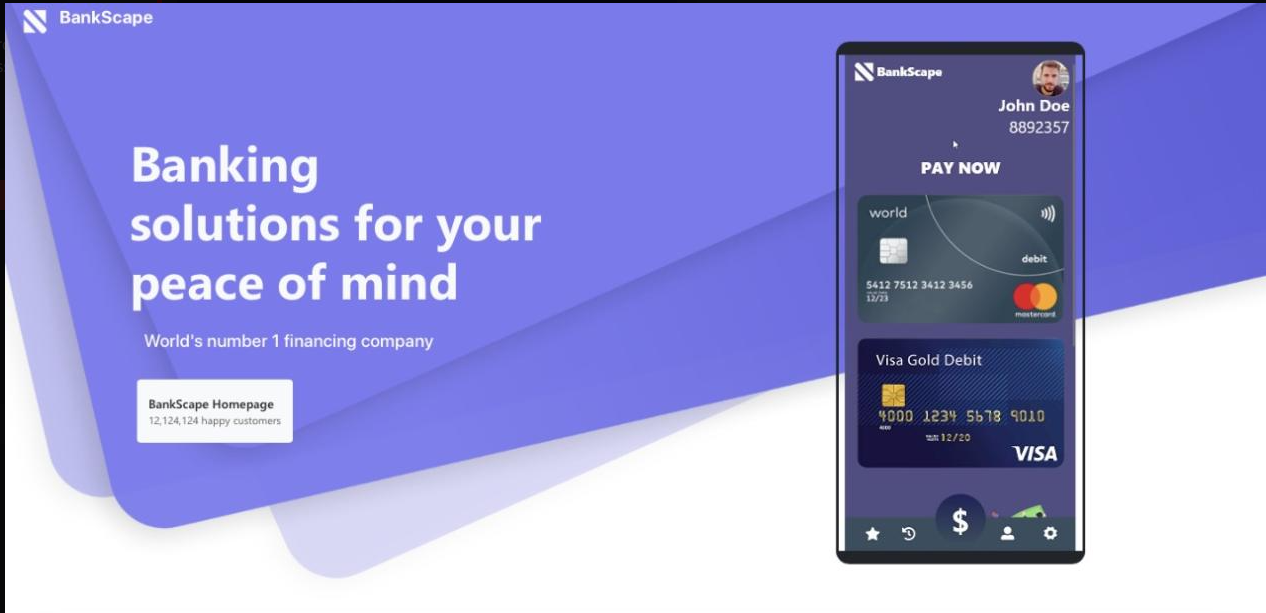 BankScape
Banking
solutions for your
peace of mind
World's number 1 financing company
BankScape Homepage
12,124,124 happy customers
BankScape
John Doe
8892357
PAY NOW
world
debit
5412 7512 3412 3456
12/23
mastercard
Visa Gold Debit
4000 1234 5678 9010
4000
12/20
VISA
$